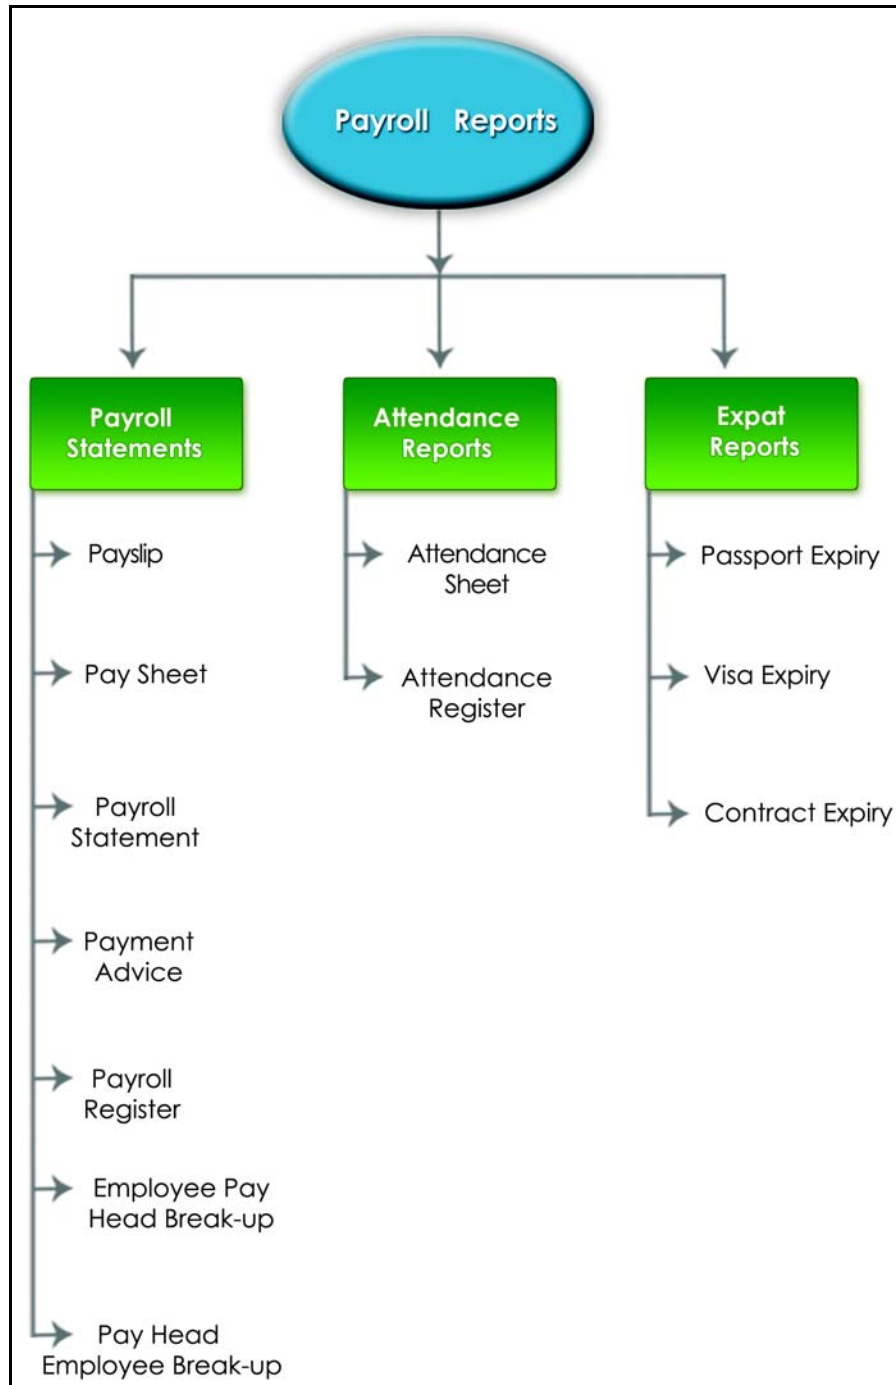 Payroll Reports
Payroll
Statements
Payslip
Pay Sheet
Payroll
Statement
Payment
Advice
Payroll
Register
Employee Pay
Head Break-up
Pay Head
Employee Break-up
Attendance
Reports
Attendance
Sheet
Attendance
Register
Expat
Reports
Passport Expiry
Visa Expiry
Contract Expiry